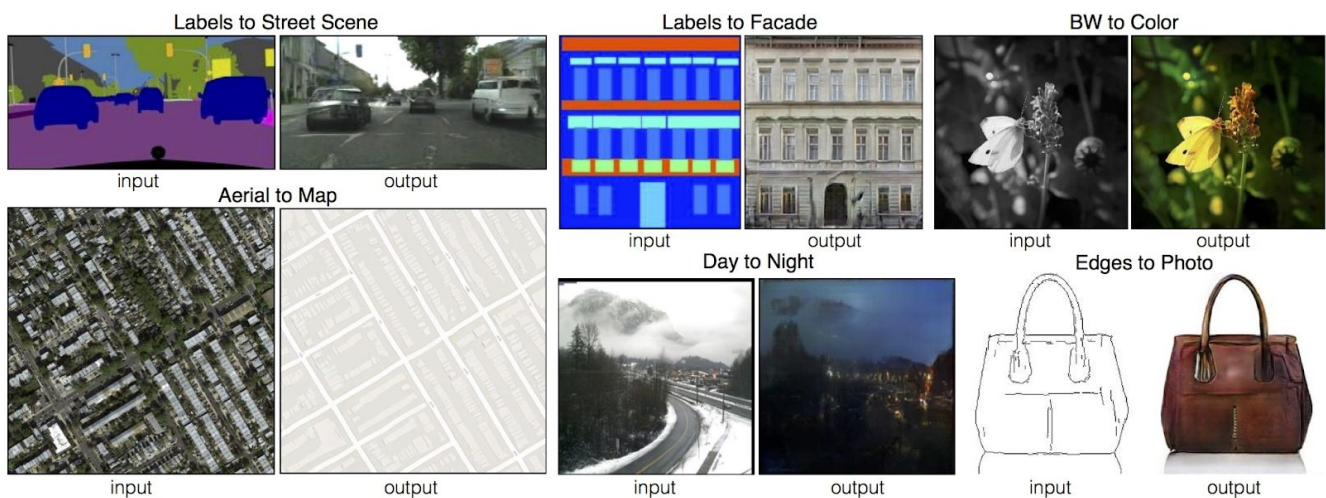 Labels to Street Scene
input
output
Aerial to Map
input
output
Labels to Facade
input
output
BW to Color
input
output
Day to Night
input
output
Edges to Photo
input
output